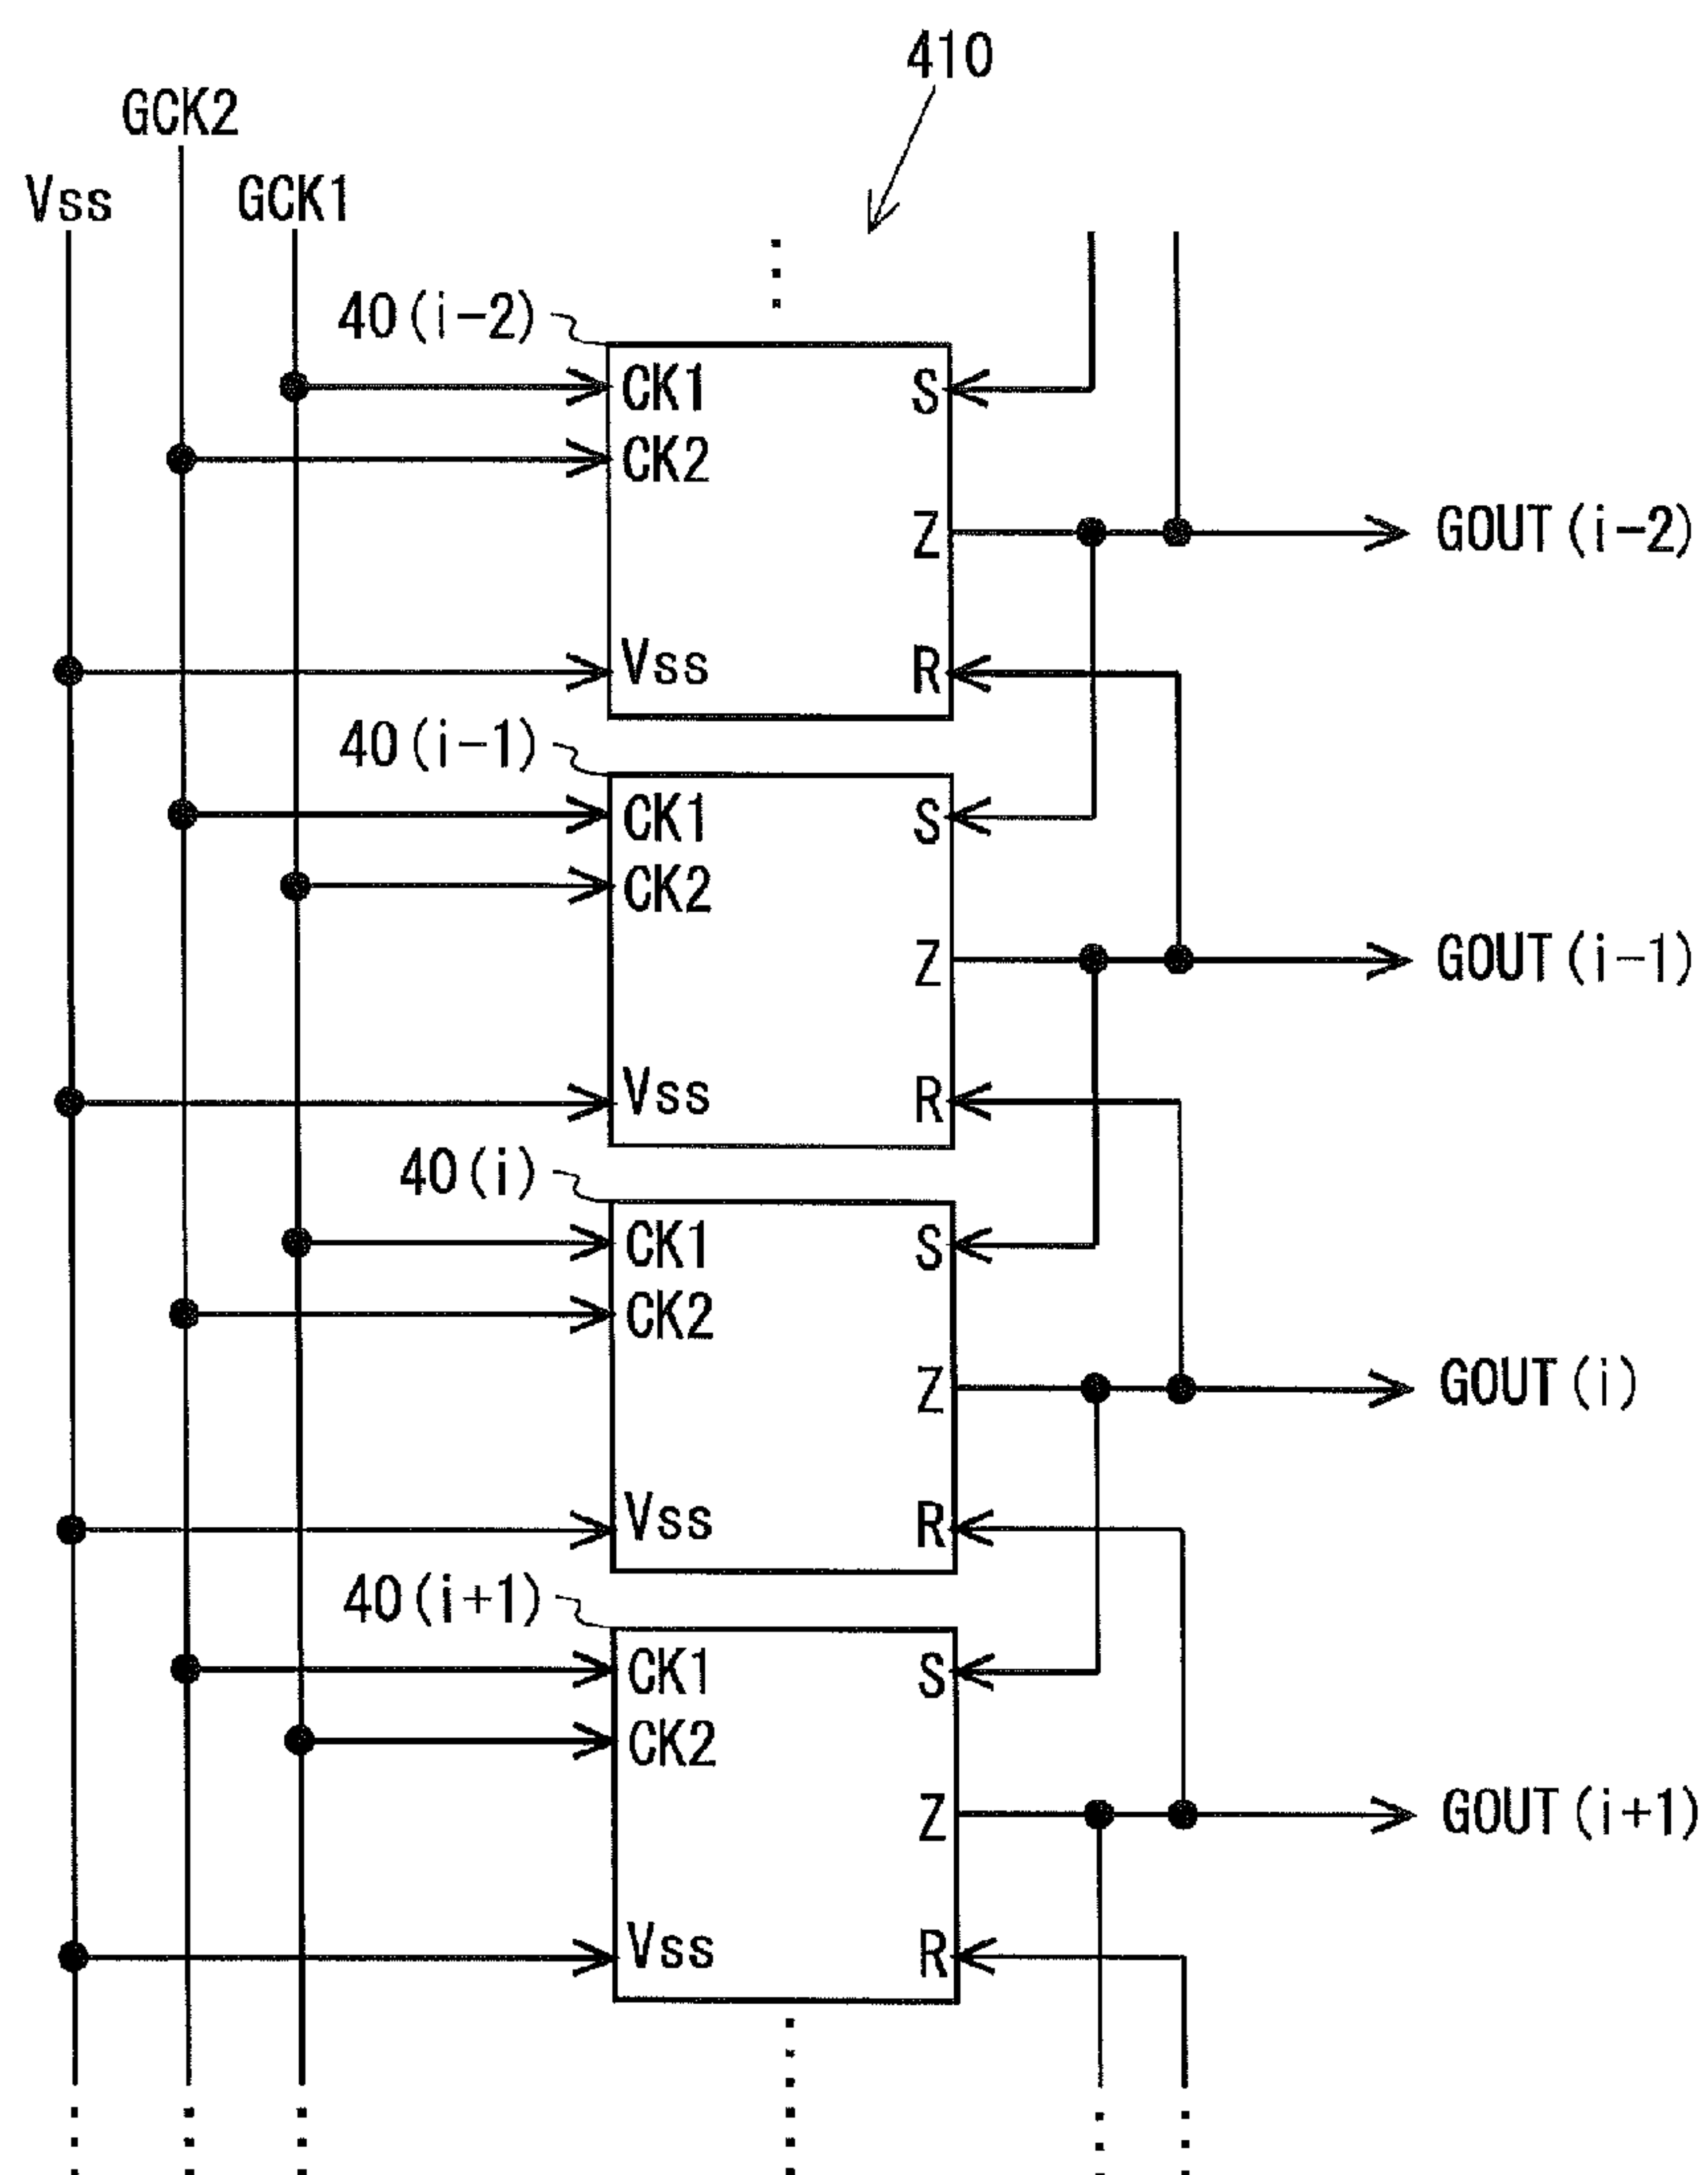 410
GCK2
Vss
GCK1
40(i-2)
CK1
S
CK2
Z
GOUT(i-2)
Vss
R
40(i-1)
CK1
S
CK2
Z
GOUT(i-1)
Vss
R
40(i)
CK1
S
CK2
Z
GOUT(i)
Vss
R
40(i+1)
CK1
S
CK2
Z
GOUT(i+1)
Vss
R